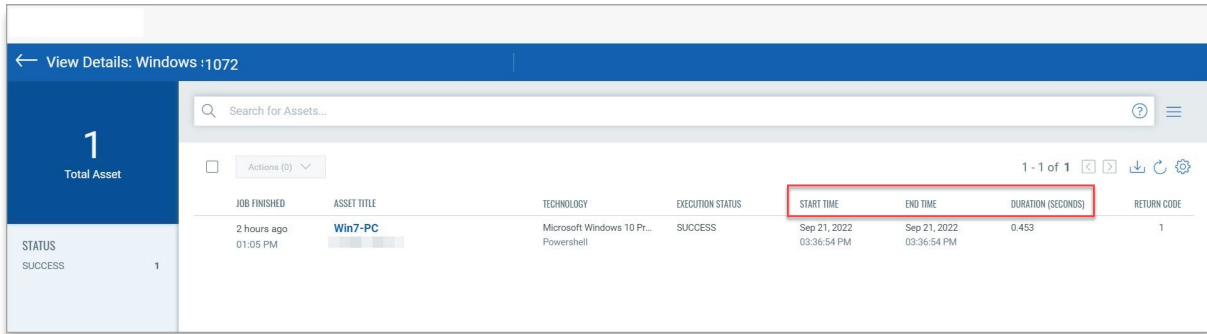 View Details: Windows :1072
1
Total Asset
STATUS
SUCCESS 1
Search for Assets...
Actions (0)
1 - 1 of 1
JOB FINISHED ASSET TITLE TECHNOLOGY EXECUTION STATUS START TIME END TIME DURATION (SECONDS) RETURN CODE
2 hours ago Win7-PC Microsoft Windows 10 Pr... SUCCESS Sep 21, 2022 Sep 21, 2022 0.453 1
01:05 PM Powershell 03:36:54 PM 03:36:54 PM